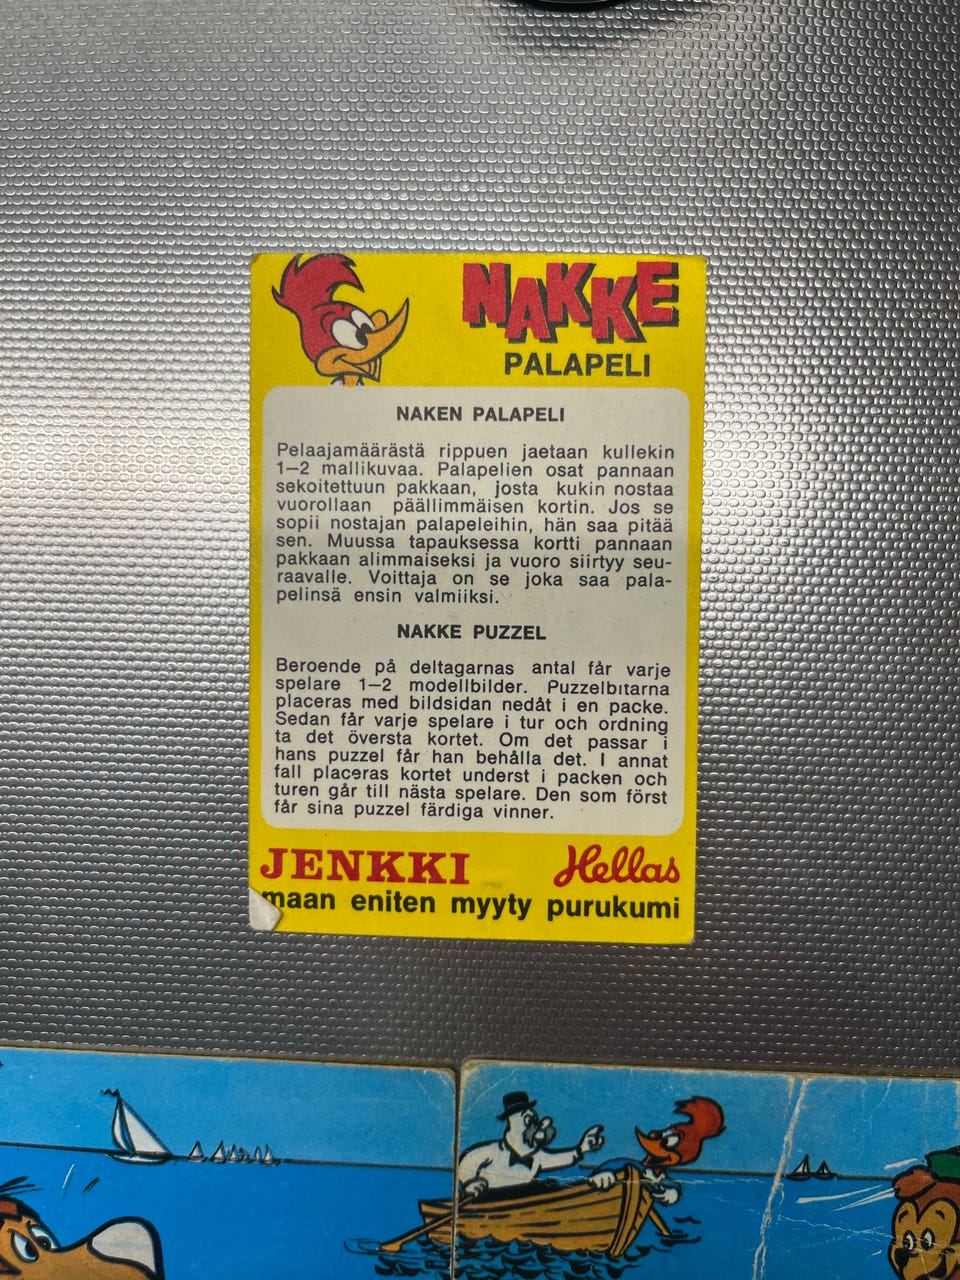 NAKKE
PALAPELI
NAKEN PALAPELI
Pelaajamäärästä rippuen jaetaan kullekin
1–2 mallikuvaa. Palapelien osat pannaan
sekoitettuun pakkaan, josta kukin nostaa
vuorollaan päällimmäisen kortin. Jos se
sopii nostajan palapeleihin, hän saa pitää
sen. Muussa tapauksessa kortti pannaan
pakkaan alimmaiseksi ja vuoro siirtyy seu-
raavalle. Voittaja on se joka saa pala-
pelinsä ensin valmiiksi.
NAKKE PUZZEL
Beroende på deltagarnas antal får varje
spelare 1–2 modellbilder. Puzzelbitarna
placeras med bildsidan nedåt i en packe.
Sedan får varje spelare i tur och ordning
ta det översta kortet. Om det passar i
hans puzzel får han behålla det. I annat
fall placeras kortet underst i packen och
turen går till nästa spelare. Den som först
får sina puzzel färdiga vinner.
JENKKI Hellas
maan eniten myyty purukumi